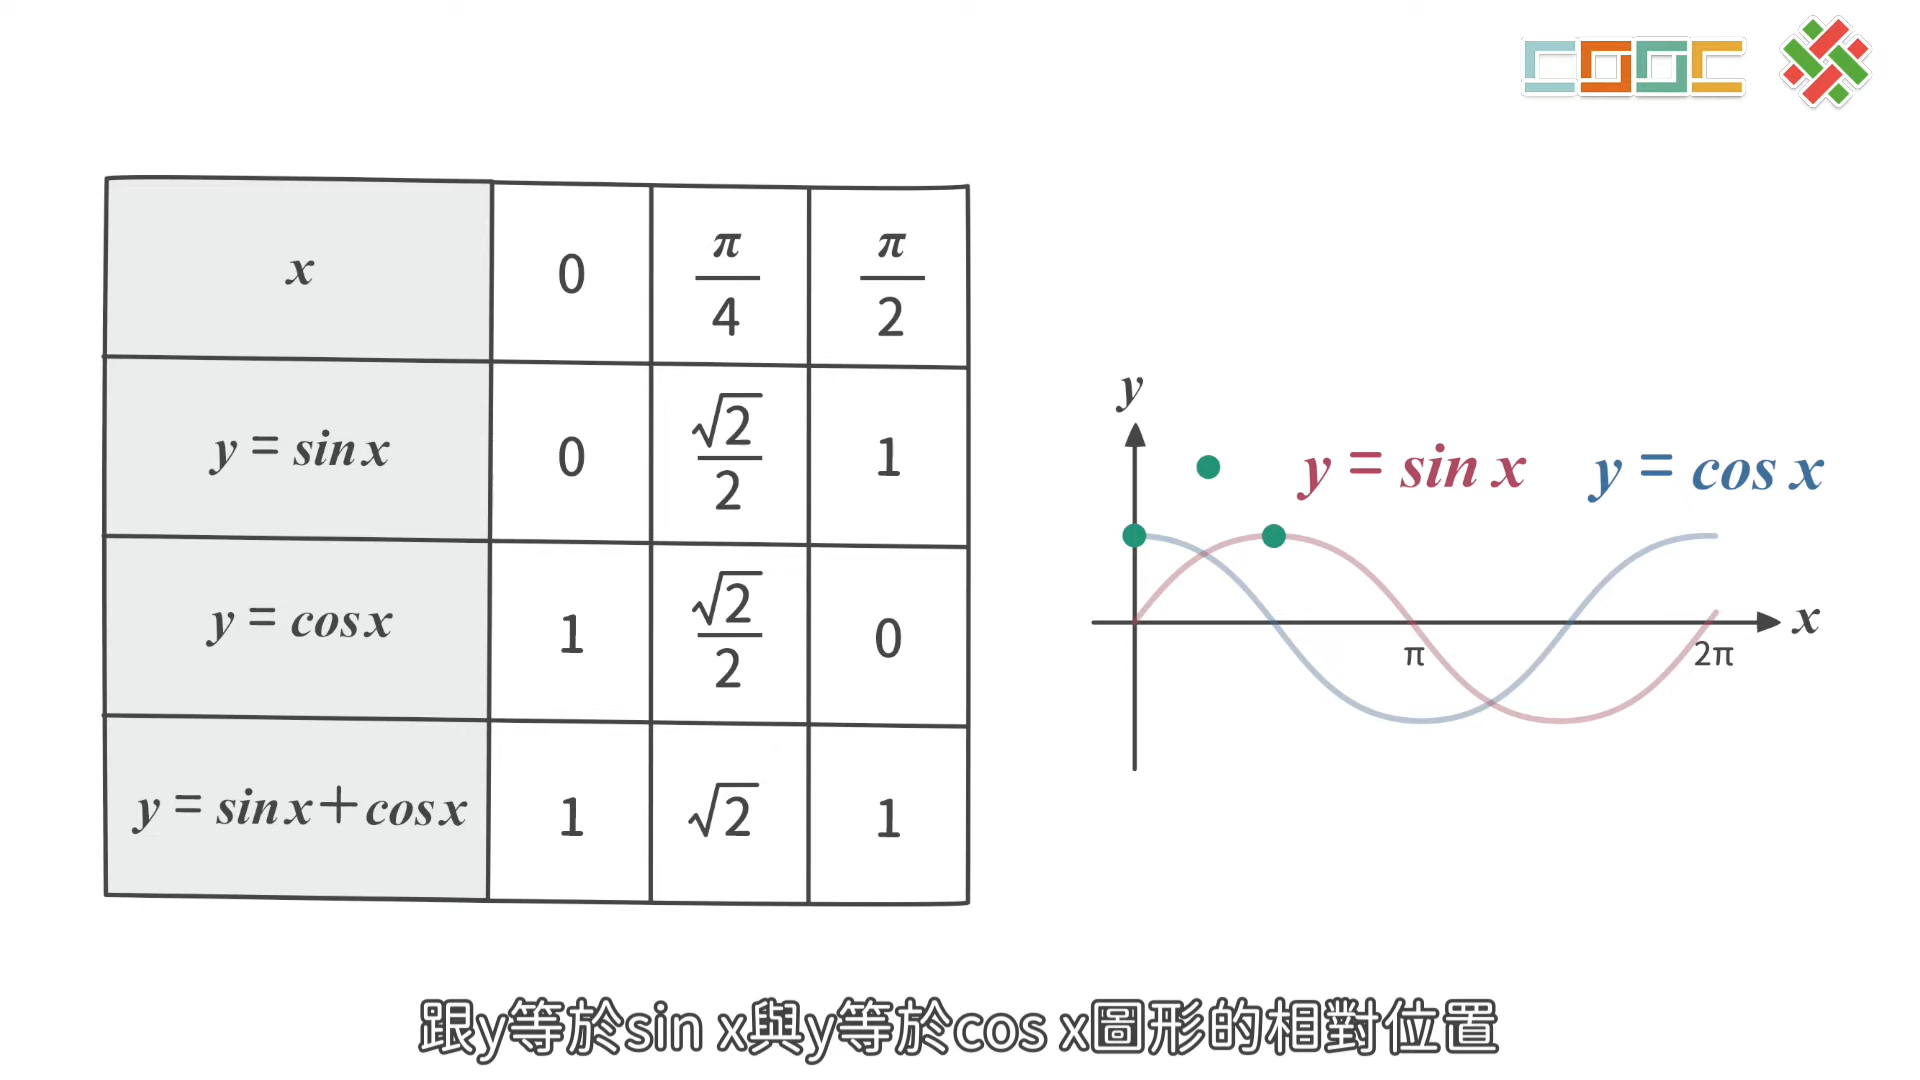 COOC
x 0 π/4 π/2
y = sin x 0 √2/2 1
y = cos x 1 √2/2 0
y = sin x + cos x 1 √2 1
y
y = sin x y = cos x
x
π 2π
跟y等於sin x與y等於cos x圖形的相對位置